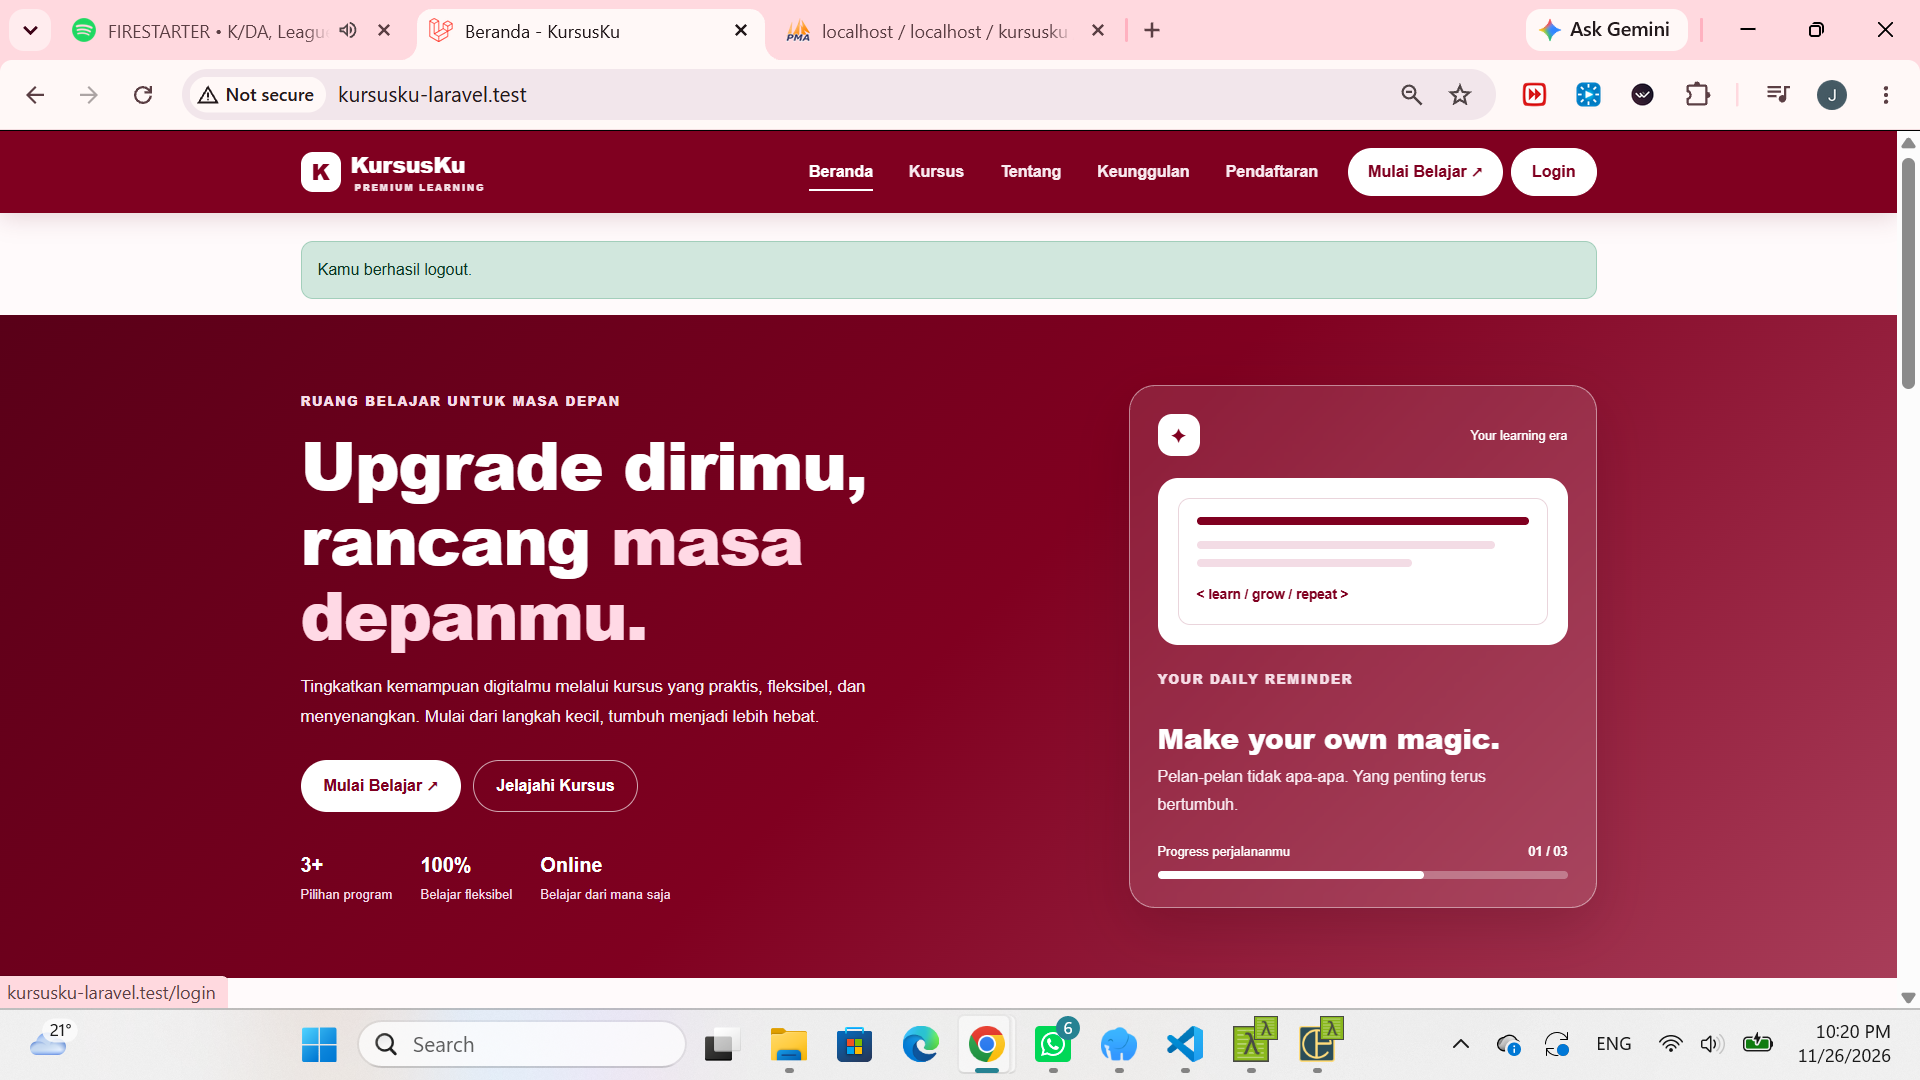 FIRESTARTER • K/DA, Leagu
Beranda - KursusKu
localhost / localhost / kursusku
Ask Gemini
Not secure
kursusku-laravel.test
J
K
KursusKu
PREMIUM LEARNING
Beranda
Kursus
Tentang
Keunggulan
Pendaftaran
Mulai Belajar ↗
Login
Kamu berhasil logout.
RUANG BELAJAR UNTUK MASA DEPAN
Upgrade dirimu,
rancang masa
depanmu.
Tingkatkan kemampuan digitalmu melalui kursus yang praktis, fleksibel, dan
menyenangkan. Mulai dari langkah kecil, tumbuh menjadi lebih hebat.
Mulai Belajar ↗
Jelajahi Kursus
3+
Pilihan program
100%
Belajar fleksibel
Online
Belajar dari mana saja
Your learning era
< learn / grow / repeat >
YOUR DAILY REMINDER
Make your own magic.
Pelan-pelan tidak apa-apa. Yang penting terus
bertumbuh.
Progress perjalananmu
01 / 03
kursusku-laravel.test/login
21°
Search
6
ENG
10:20 PM
11/26/2026